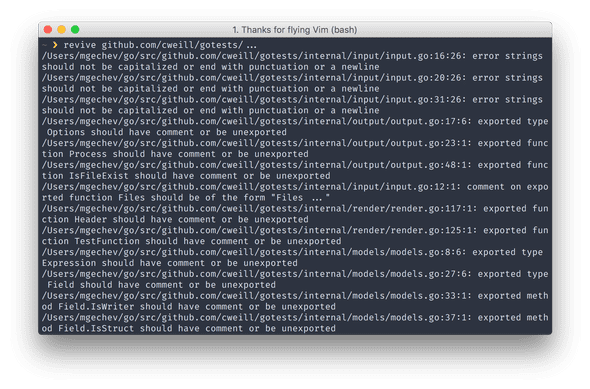 1. Thanks for flying Vim (bash)
~ ❯ revive github.com/cweill/gotests/...
/Users/mgechev/go/src/github.com/cweill/gotests/internal/input/input.go:16:26: error strings
should not be capitalized or end with punctuation or a newline
/Users/mgechev/go/src/github.com/cweill/gotests/internal/input/input.go:20:26: error strings
should not be capitalized or end with punctuation or a newline
/Users/mgechev/go/src/github.com/cweill/gotests/internal/input/input.go:31:26: error strings
should not be capitalized or end with punctuation or a newline
/Users/mgechev/go/src/github.com/cweill/gotests/internal/output/output.go:17:6: exported type
 Options should have comment or be unexported
/Users/mgechev/go/src/github.com/cweill/gotests/internal/output/output.go:23:1: exported func
tion Process should have comment or be unexported
/Users/mgechev/go/src/github.com/cweill/gotests/internal/output/output.go:48:1: exported func
tion IsFileExist should have comment or be unexported
/Users/mgechev/go/src/github.com/cweill/gotests/internal/input/input.go:12:1: comment on expo
rted function Files should be of the form "Files ..."
/Users/mgechev/go/src/github.com/cweill/gotests/internal/render/render.go:117:1: exported fun
ction Header should have comment or be unexported
/Users/mgechev/go/src/github.com/cweill/gotests/internal/render/render.go:125:1: exported fun
ction TestFunction should have comment or be unexported
/Users/mgechev/go/src/github.com/cweill/gotests/internal/models/models.go:8:6: exported type
Expression should have comment or be unexported
/Users/mgechev/go/src/github.com/cweill/gotests/internal/models/models.go:27:6: exported type
 Field should have comment or be unexported
/Users/mgechev/go/src/github.com/cweill/gotests/internal/models/models.go:33:1: exported meth
od Field.IsWriter should have comment or be unexported
/Users/mgechev/go/src/github.com/cweill/gotests/internal/models/models.go:37:1: exported meth
od Field.IsStruct should have comment or be unexported